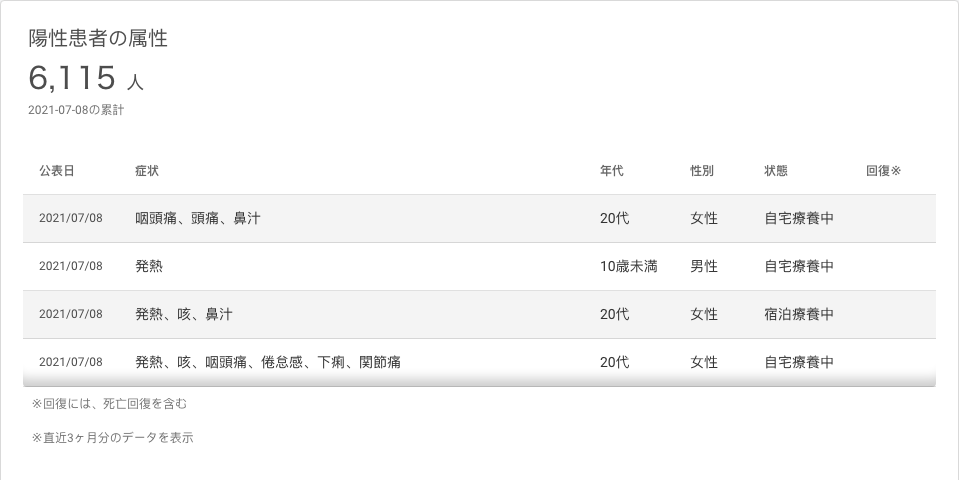 陽性患者の属性
6,115 人
2021-07-08の累計
公表日 症状 年代 性別 状態 回復※
2021/07/08 咽頭痛、頭痛、鼻汁 20代 女性 自宅療養中
2021/07/08 発熱 10歳未満 男性 自宅療養中
2021/07/08 発熱、咳、鼻汁 20代 女性 宿泊療養中
2021/07/08 発熱、咳、咽頭痛、倦怠感、下痢、関節痛 20代 女性 自宅療養中
※回復には、死亡回復を含む
※直近3ヶ月分のデータを表示